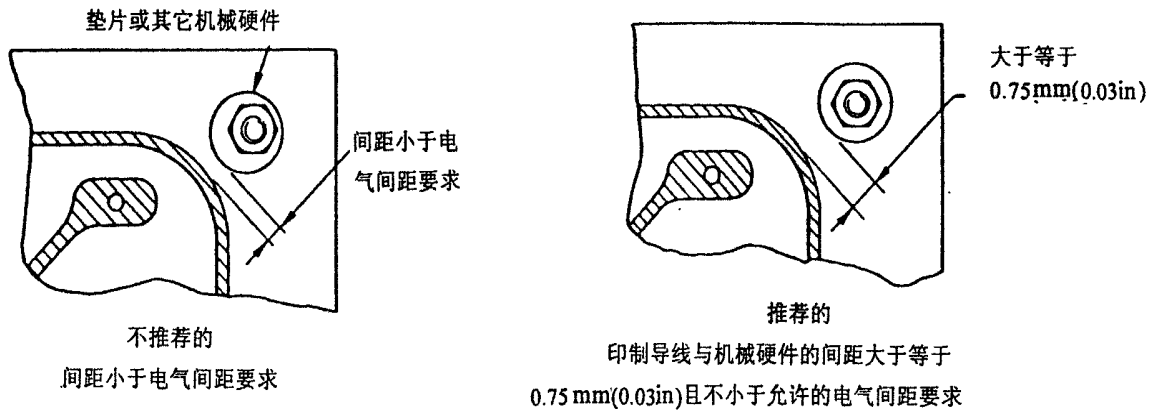 垫片或其它机械硬件
间距小于电
气间距要求
不推荐的
间距小于电气间距要求
大于等于
0.75mm(0.03in)
推荐的
印制导线与机械硬件的间距大于等于
0.75mm(0.03in)且不小于允许的电气间距要求